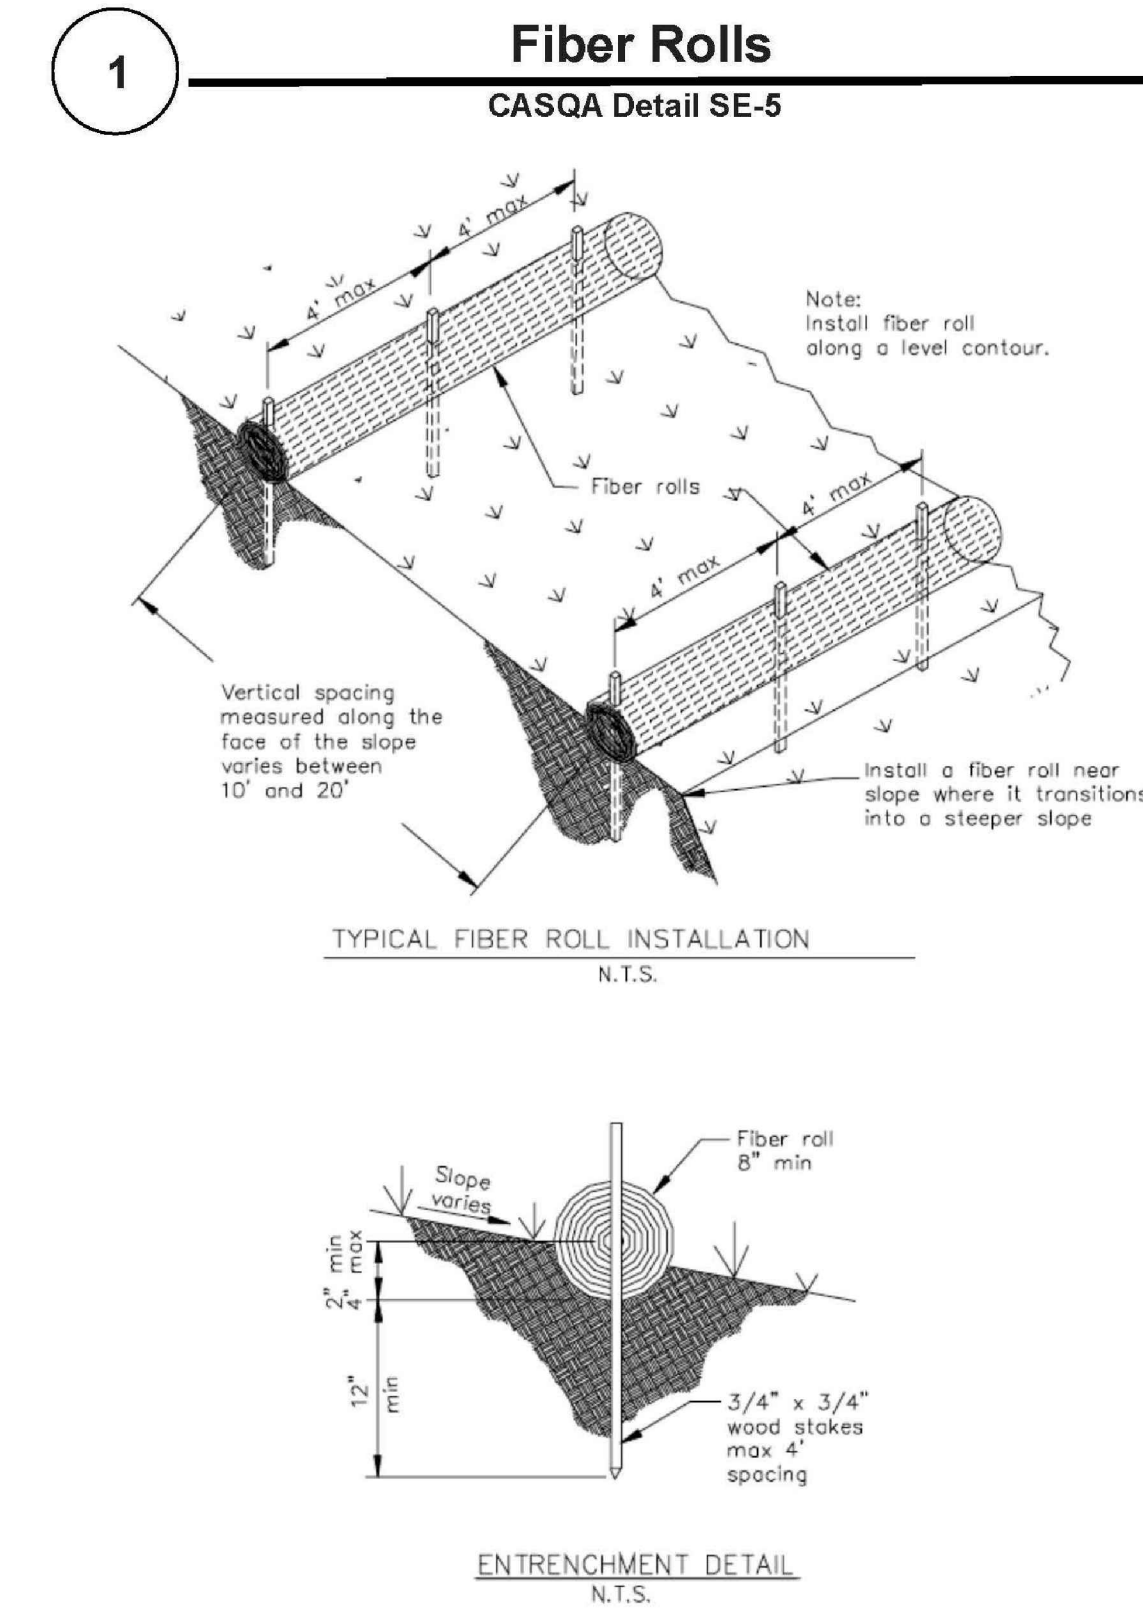 1
Fiber Rolls
CASQA Detail SE-5
4' max
4' max
Note:
Install fiber roll
along a level contour.
Fiber rolls
4' max
4' max
Vertical spacing
measured along the
face of the slope
varies between
10' and 20'
Install a fiber roll near
slope where it transitions
into a steeper slope
TYPICAL FIBER ROLL INSTALLATION
N.T.S.
Fiber roll
8" min
Slope
varies
2" min
4" max
12"
min
3/4" x 3/4"
wood stakes
max 4'
spacing
ENTRENCHMENT DETAIL
N.T.S.